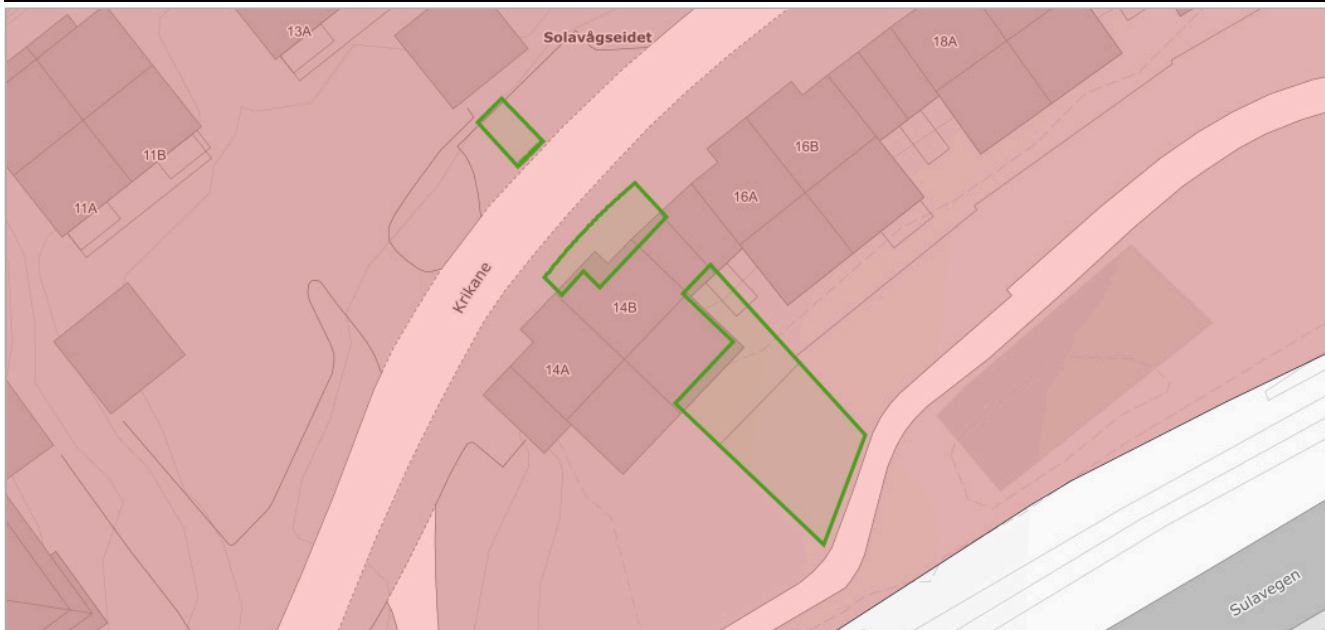 13A
Solavågseidet
18A
11B
16B
11A
16A
Krikane
14B
14A
Sulavegen